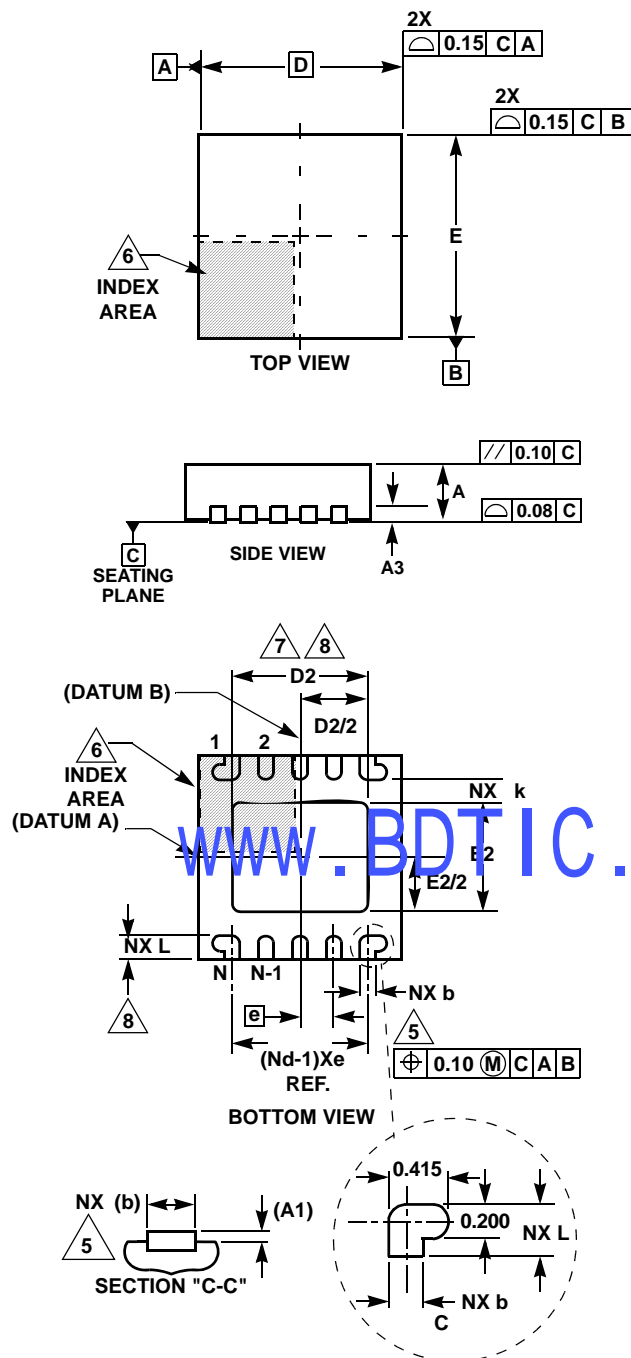 2X
⌓ 0.15 C A
A
D
2X
⌓ 0.15 C B
E
6
INDEX
AREA
TOP VIEW
B
// 0.10 C
A
⌓ 0.08 C
C
SEATING
PLANE
SIDE VIEW
A3
7 8
D2
(DATUM B)
D2/2
1 2
6
INDEX
AREA
(DATUM A)
NX k
www.BDTIC.
E2
E2/2
NX L
N N-1
NX b
8
e
5
(Nd-1)Xe
REF.
⌖ 0.10 Ⓜ C A B
BOTTOM VIEW
0.415
NX (b)
(A1)
0.200
NX L
5
SECTION "C-C"
NX b
C